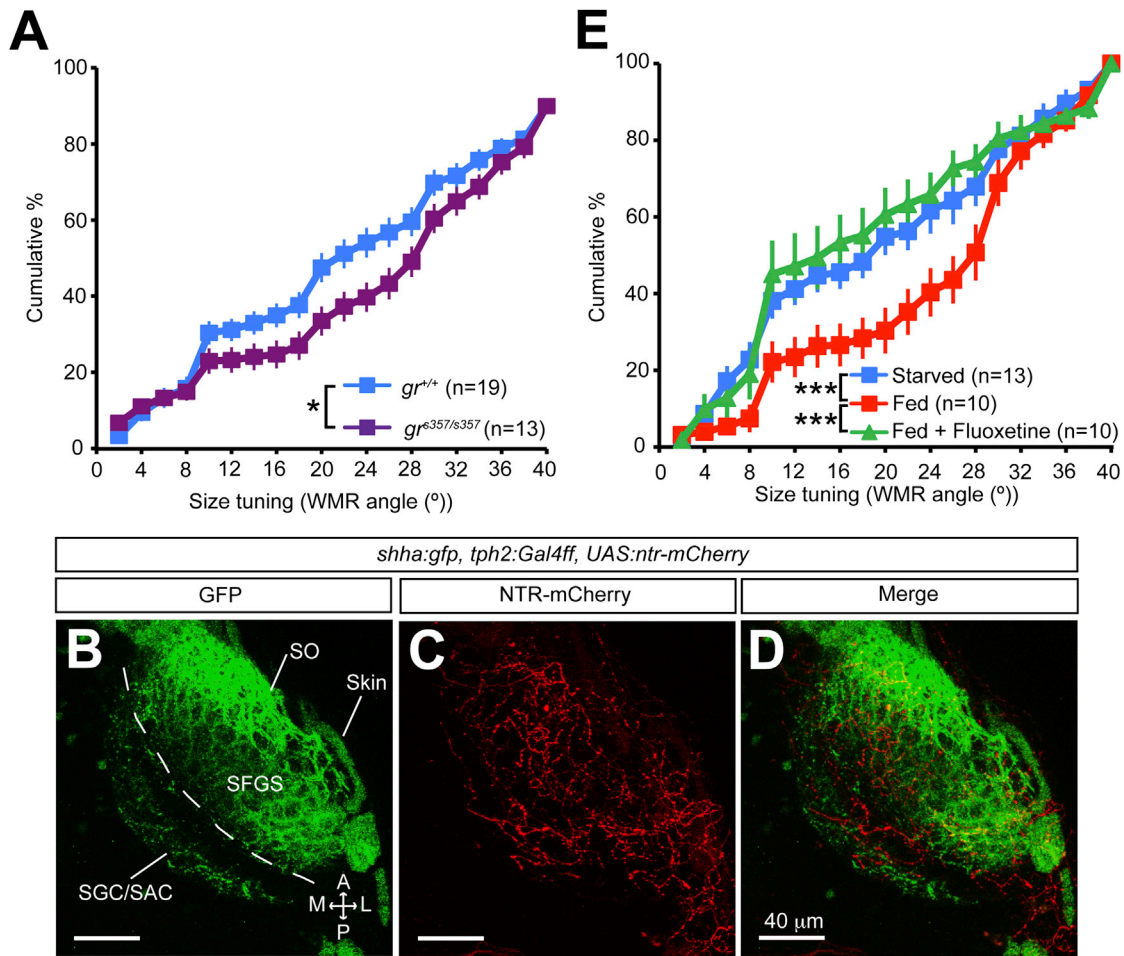 A
100
80
60
40
20
0
Cumulative %
0 4 8 12 16 20 24 28 32 36 40
Size tuning (WMR angle (º))
*
gr+/+ (n=19)
grs357/s357 (n=13)
E
100
80
60
40
20
0
Cumulative %
0 4 8 12 16 20 24 28 32 36 40
Size tuning (WMR angle (º))
***
***
Starved (n=13)
Fed (n=10)
Fed + Fluoxetine (n=10)
shha:gfp, tph2:Gal4ff, UAS:ntr-mCherry
GFP
NTR-mCherry
Merge
B
SO
Skin
SFGS
SGC/SAC
A
M L
P
C
D
40 μm